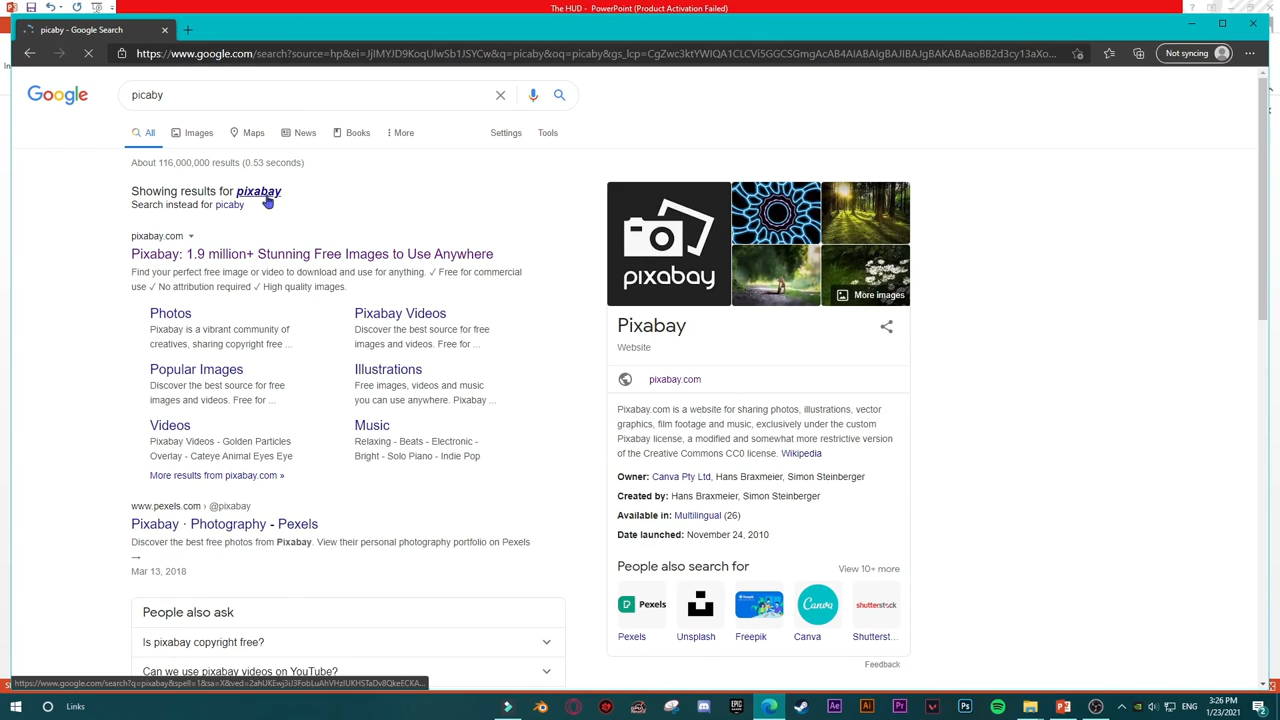 The HUD - PowerPoint (Product Activation Failed)
picaby - Google Search
https://www.google.com/search?source=hp&ei=
Not syncing
Google
picaby
All Images Maps News Books More Settings Tools
About 116,000,000 results (0.53 seconds)
Showing results for pixabay
Search instead for picaby
pixabay.com
Pixabay: 1.9 million+ Stunning Free Images to Use Anywhere
Find your perfect free image or video to download and use for anything. ✓ Free for commercial
use ✓ No attribution required ✓ High quality images.
Photos
Pixabay is a vibrant community of
creatives, sharing copyright free ...
Pixabay Videos
Discover the best source for free
images and videos. Free for ...
Popular Images
Discover the best source for free
images and videos. Free for ...
Illustrations
Free images, videos and music
you can use anywhere. Pixabay ...
Videos
Pixabay Videos - Golden Particles
Overlay - Cateye Animal Eyes Eye
Music
Relaxing - Beats - Electronic -
Bright - Solo Piano - Indie Pop
More results from pixabay.com »
www.pexels.com › @pixabay
Pixabay · Photography - Pexels
Discover the best free photos from Pixabay. View their personal photography portfolio on Pexels
→
Mar 13, 2018
People also ask
Is pixabay copyright free?
Can we use pixabay videos on YouTube?
pixabay
More images
Pixabay
Website
pixabay.com
Pixabay.com is a website for sharing photos, illustrations, vector
graphics, film footage and music, exclusively under the custom
Pixabay license, a modified and somewhat more restrictive version
of the Creative Commons CC0 license. Wikipedia
Owner: Canva Pty Ltd, Hans Braxmeier, Simon Steinberger
Created by: Hans Braxmeier, Simon Steinberger
Available in: Multilingual (26)
Date launched: November 24, 2010
People also search for
View 10+ more
Pexels
Canva
shutterstock
Pexels Unsplash Freepik Canva Shutterst...
Feedback
Links
EPIC
GAMES
Ae
Ai
Pr
Ps
3:26 PM
1/23/2021